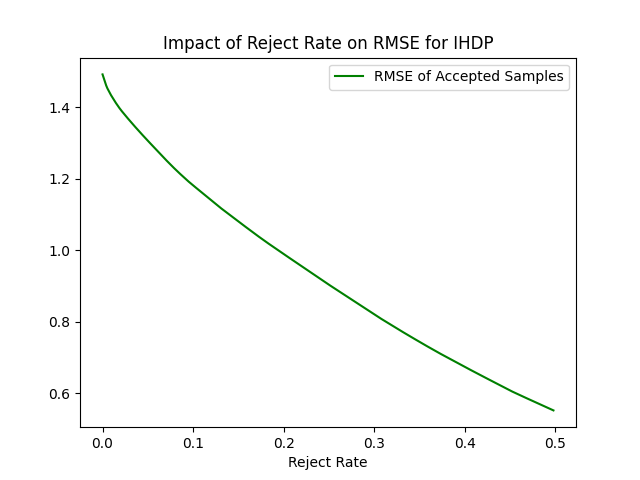 Impact of Reject Rate on RMSE for IHDP
RMSE of Accepted Samples
1.4
1.2
1.0
0.8
0.6
0.0 0.1 0.2 0.3 0.4 0.5
Reject Rate